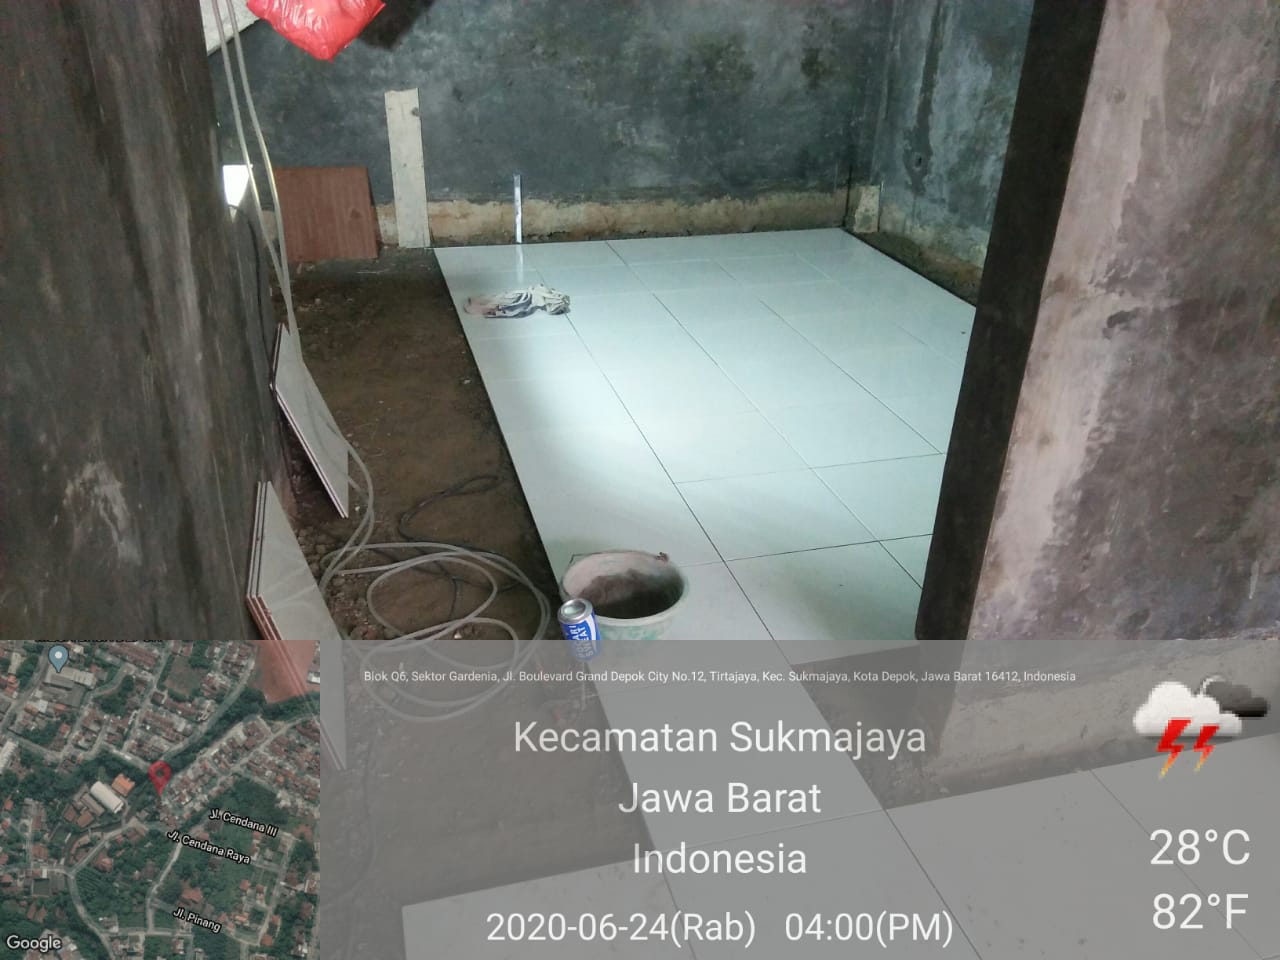 POCARI
SWEAT
Blok Q6, Sektor Gardenia, Jl. Boulevard Grand Depok City No.12, Tirtajaya, Kec. Sukmajaya, Kota Depok, Jawa Barat 16412, Indonesia
Kecamatan Sukmajaya
Jawa Barat
Indonesia
2020-06-24(Rab) 04:00(PM)
28°C
82°F
Jl. Cendana III
Jl. Cendana Raya
Jl. Pinang
Google